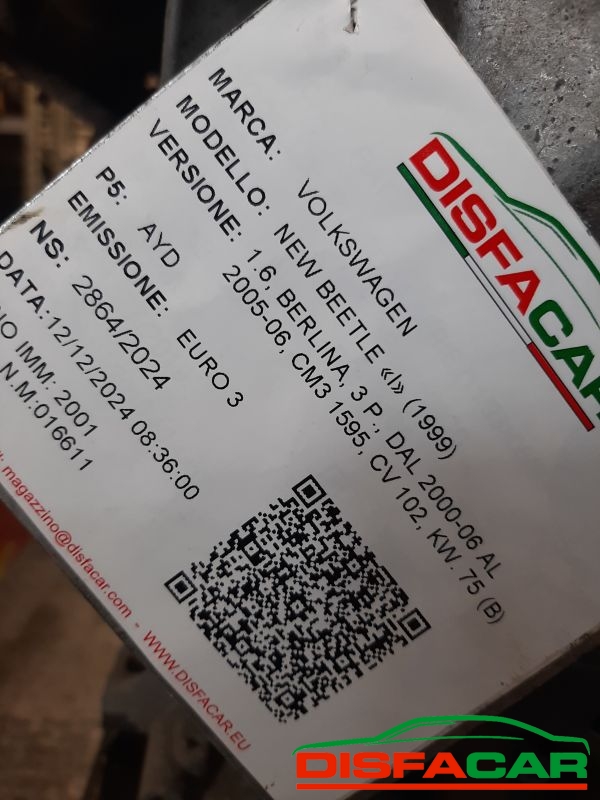 DISFACAR
MARCA: VOLKSWAGEN
MODELLO: NEW BEETLE «I» (1999)
VERSIONE: 1.6, BERLINA, 3 P., DAL 2000-06 AL
2005-06, CM3 1595, CV 102, KW. 75 (B)
P5: AYD
EMISSIONE: EURO 3
NS: 2864/2024
DATA:12/12/2024 08:36:00
NO IMM: 2001
N.M:016611
magazzino@disfacar.com - WWW.DISFACAR.EU
DISFACAR